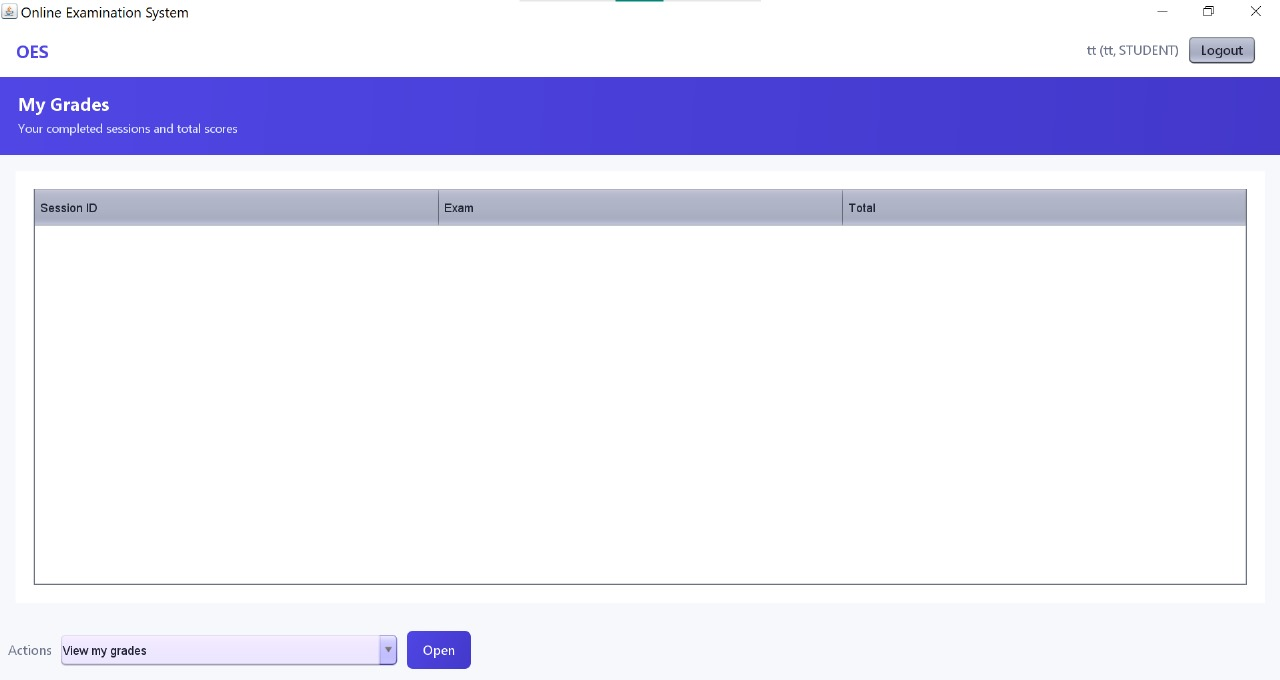 Online Examination System
OES
tt (tt, STUDENT) Logout
My Grades
Your completed sessions and total scores
Session ID Exam Total
Actions View my grades Open